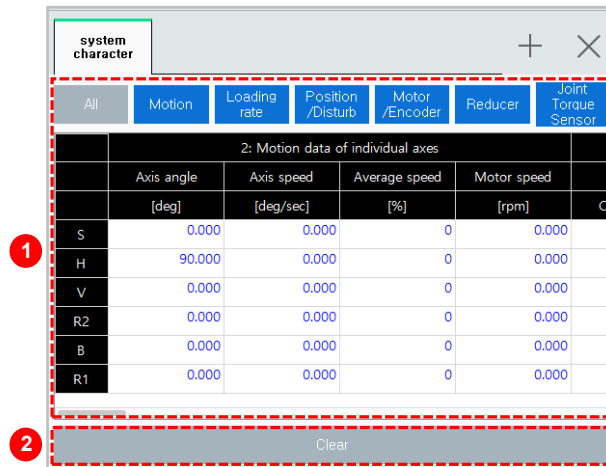 system
character
All
Motion
Loading
rate
Position
/Disturb
Motor
/Encoder
Reducer
Joint
Torque
Sensor
2: Motion data of individual axes
Axis angle Axis speed Average speed Motor speed
[deg] [deg/sec] [%] [rpm]
S 0.000 0.000 0 0.000
H 90.000 0.000 0 0.000
V 0.000 0.000 0 0.000
R2 0.000 0.000 0 0.000
B 0.000 0.000 0 0.000
R1 0.000 0.000 0 0.000
1
2 Clear